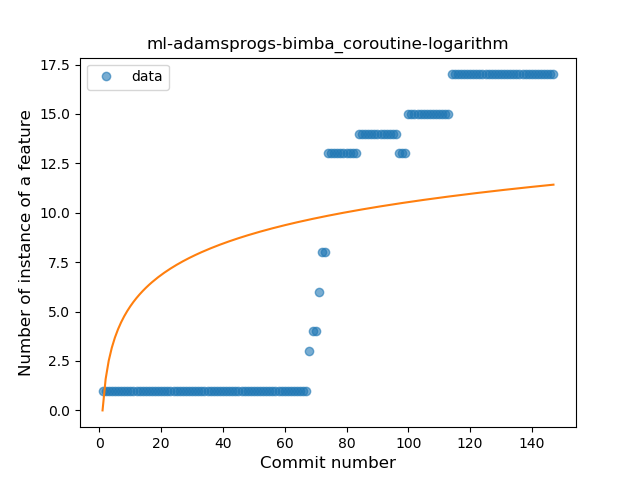 ml-adamsprogs-bimba_coroutine-logarithm
data
Number of instance of a feature
17.5
15.0
12.5
10.0
7.5
5.0
2.5
0.0
0 20 40 60 80 100 120 140
Commit number